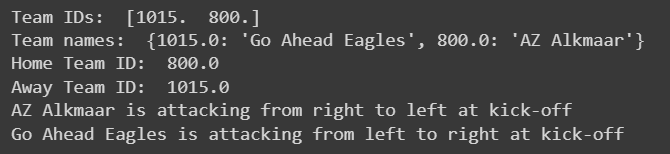 Team IDs:  [1015.  800.]
Team names:  {1015.0: 'Go Ahead Eagles', 800.0: 'AZ Alkmaar'}
Home Team ID:  800.0
Away Team ID:  1015.0
AZ Alkmaar is attacking from right to left at kick-off
Go Ahead Eagles is attacking from left to right at kick-off